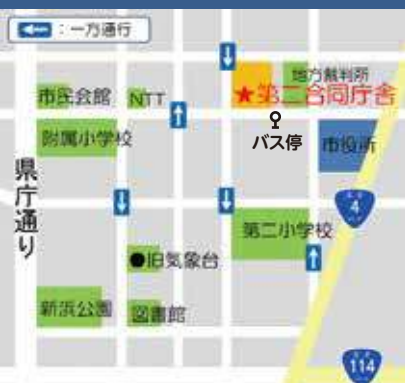 ：一方通行
地方裁判所
★第二合同庁舎
市民会館
NTT
附属小学校
バス停
市役所
県庁通り
4
第二小学校
●旧気象台
新浜公園
図書館
114